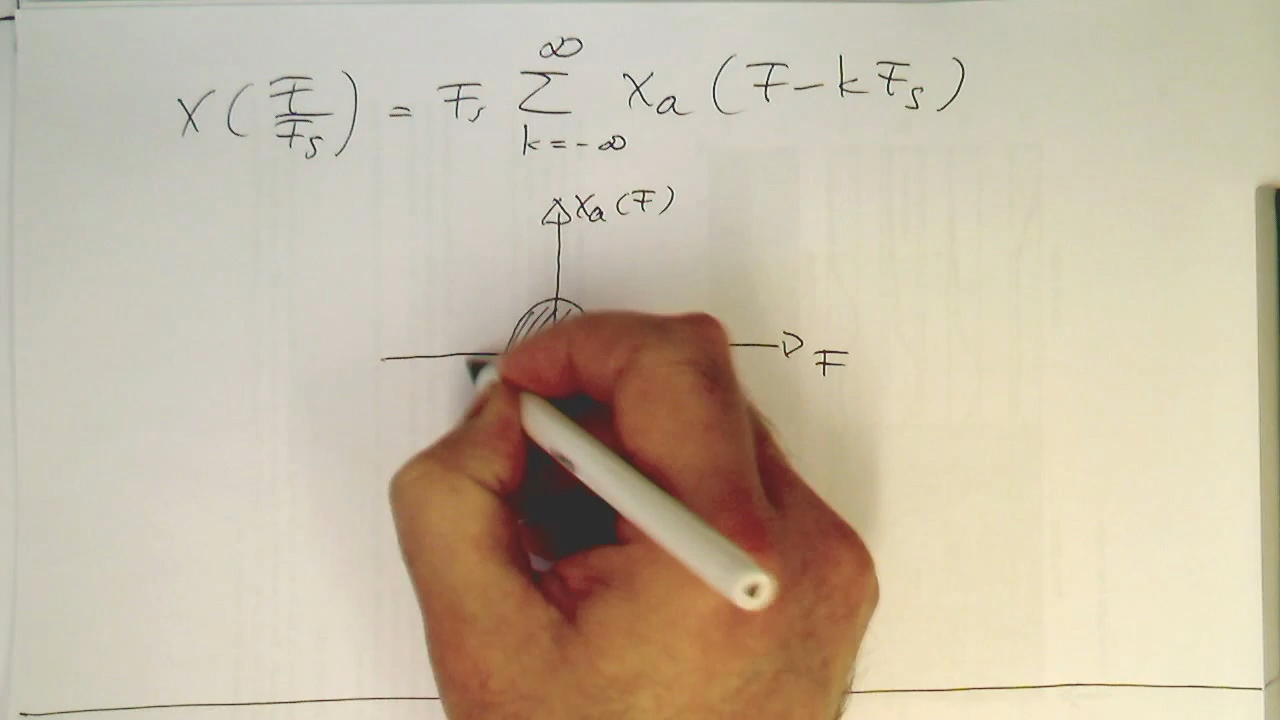 X(F/Fs) = Fs ∞∑k=-∞ Xa(F-kFs)
Xa(F)
F